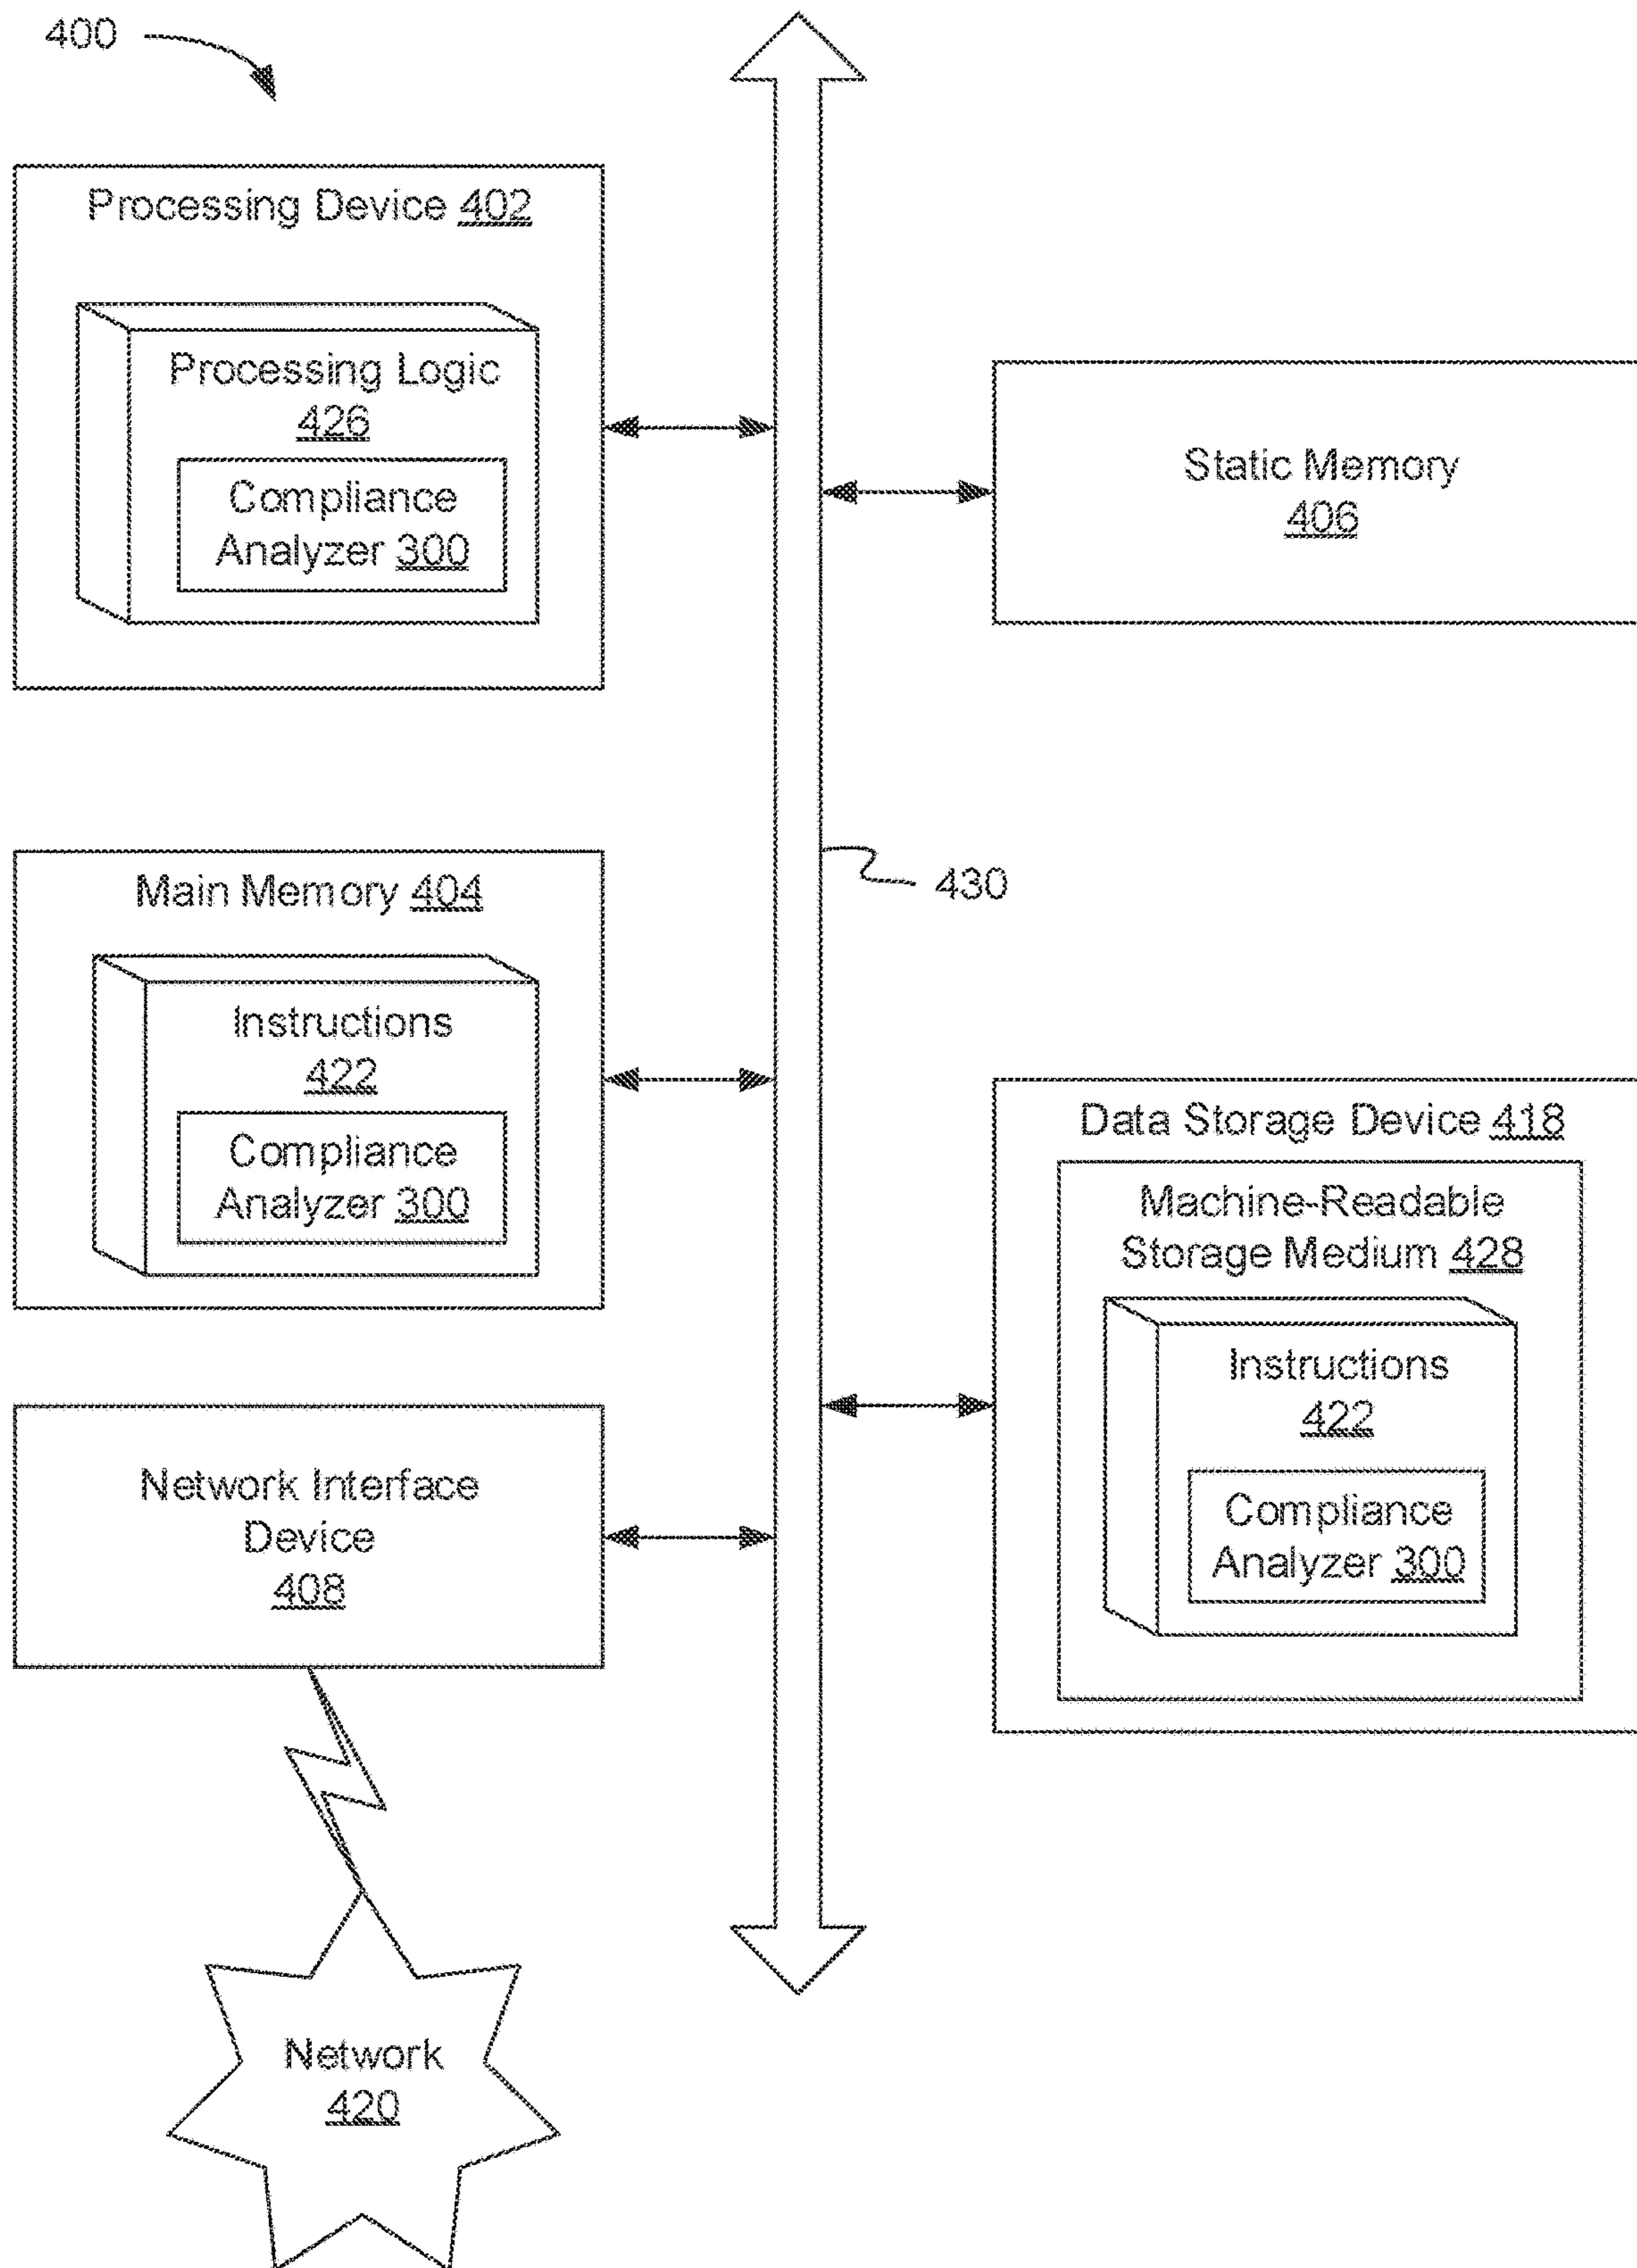 400
Processing Device 402
Processing Logic
426
Compliance
Analyzer 300
Static Memory
406
430
Main Memory 404
Instructions
422
Compliance
Analyzer 300
Data Storage Device 418
Machine-Readable
Storage Medium 428
Instructions
422
Compliance
Analyzer 300
Network Interface
Device
408
Network
420